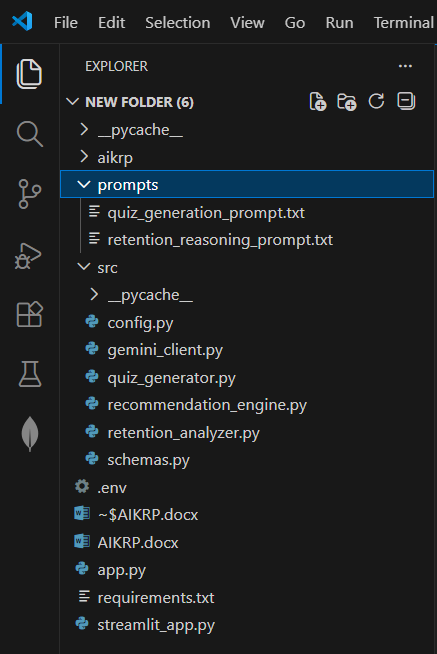 File Edit Selection View Go Run Terminal
EXPLORER ...
NEW FOLDER (6)
__pycache__
aikrp
prompts
quiz_generation_prompt.txt
retention_reasoning_prompt.txt
src
__pycache__
config.py
gemini_client.py
quiz_generator.py
recommendation_engine.py
retention_analyzer.py
schemas.py
.env
~$AIKRP.docx
AIKRP.docx
app.py
requirements.txt
streamlit_app.py